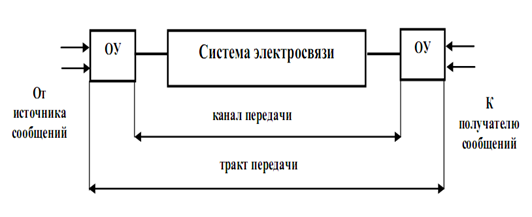 ОУ
Система электросвязи
ОУ
От
источника
сообщений
К
получателю
сообщений
канал передачи
тракт передачи